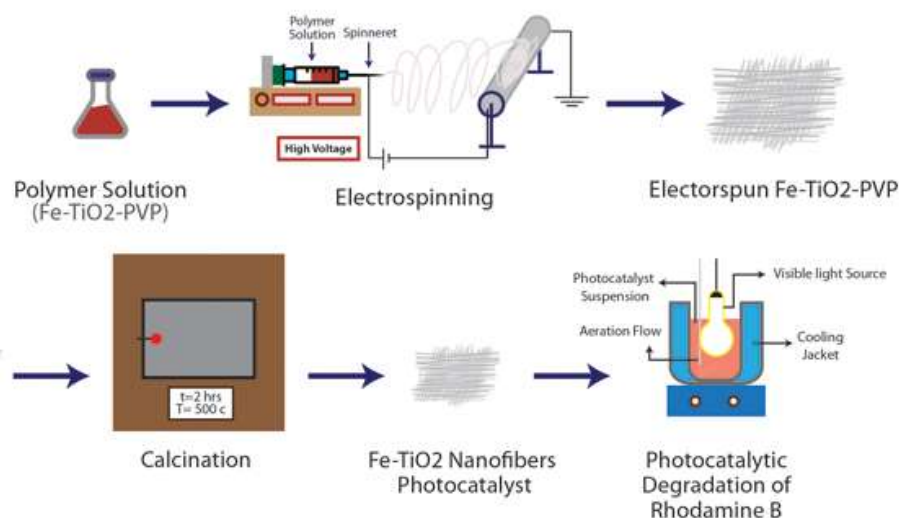 Polymer
Solution
Spinneret
High Voltage
Polymer Solution
(Fe-TiO2-PVP)
Electrospinning
Electorspun Fe-TiO2-PVP
t=2 hrs
T= 500 c
Calcination
Fe-TiO2 Nanofibers
Photocatalyst
Photocatalyst
Suspension
Visible light Source
Aeration Flow
Cooling
Jacket
Photocatalytic
Degradation of
Rhodamine B